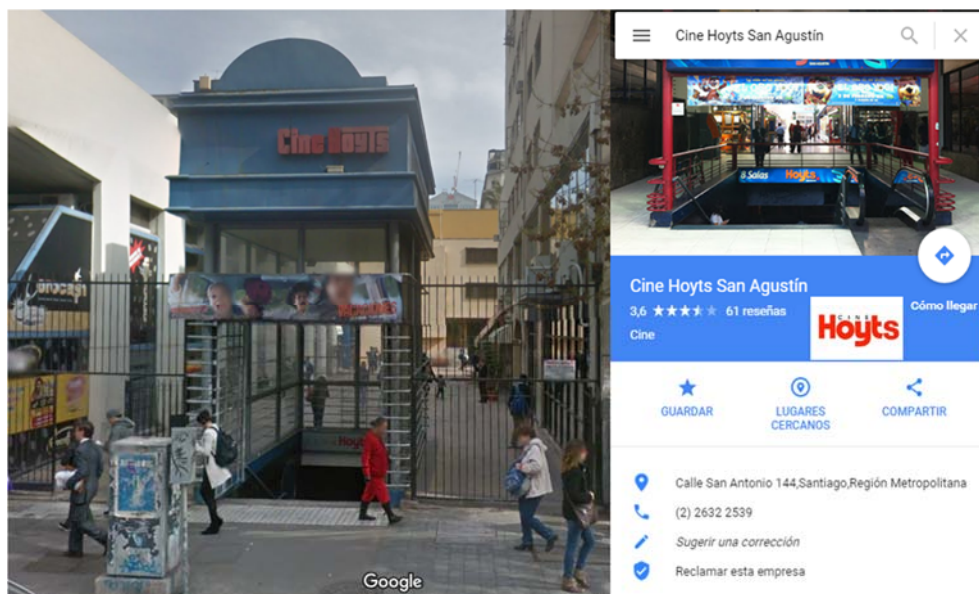 Cine Hoyts
Hoyts
Google
Cine Hoyts San Agustín
8 Salas Hoyts
Cine Hoyts San Agustín
3,6 61 reseñas
Cine
CINE
Hoyts
Cómo llegar
GUARDAR
LUGARES
CERCANOS
COMPARTIR
Calle San Antonio 144,Santiago,Región Metropolitana
(2) 2632 2539
Sugerir una corrección
Reclamar esta empresa